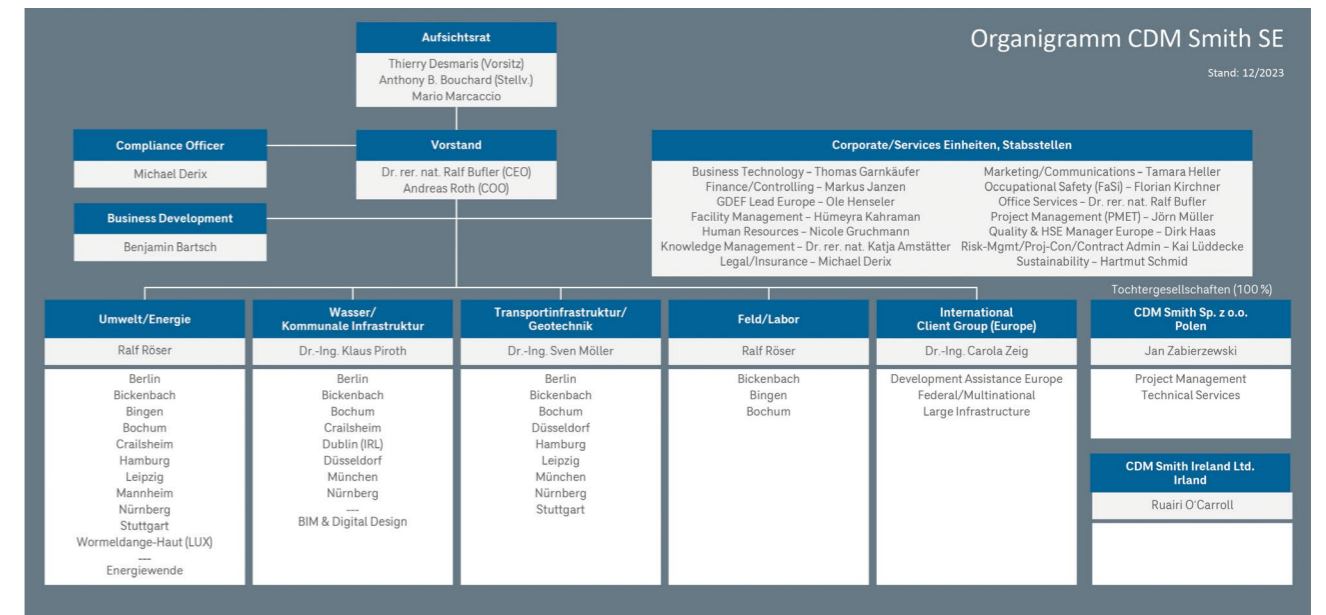 Organigramm CDM Smith SE
Stand: 12/2023
Aufsichtsrat
Thierry Desmaris (Vorsitz)
Anthony B. Bouchard (Stellv.)
Mario Marcaccio
Compliance Officer
Michael Derix
Vorstand
Dr. rer. nat. Ralf Bufler (CEO)
Andreas Roth (COO)
Business Development
Benjamin Bartsch
Corporate/Services Einheiten, Stabsstellen
Business Technology – Thomas Garnkäufer
Finance/Controlling – Markus Janzen
GDEF Lead Europe – Ole Henseler
Facility Management – Hümeyra Kahraman
Human Resources – Nicole Gruchmann
Knowledge Management – Dr. rer. nat. Katja Amstätter
Legal/Insurance – Michael Derix
Marketing/Communications – Tamara Heller
Occupational Safety (FaSi) – Florian Kirchner
Office Services – Dr. rer. nat. Ralf Bufler
Project Management (PMET) – Jörn Müller
Quality & HSE Manager Europe – Dirk Haas
Risk-Mgmt/Proj-Con/Contract Admin – Kai Lüddecke
Sustainability – Hartmut Schmid
Umwelt/Energie
Ralf Röser
Berlin
Bickenbach
Bingen
Bochum
Crailsheim
Hamburg
Leipzig
Mannheim
Nürnberg
Stuttgart
Wormeldange-Haut (LUX)
---
Energiewende
Wasser/
Kommunale Infrastruktur
Dr.-Ing. Klaus Piroth
Berlin
Bickenbach
Bochum
Crailsheim
Dublin (IRL)
Düsseldorf
München
Nürnberg
---
BIM & Digital Design
Transportinfrastruktur/
Geotechnik
Dr.-Ing. Sven Möller
Berlin
Bickenbach
Bochum
Düsseldorf
Hamburg
Leipzig
München
Nürnberg
Stuttgart
Feld/Labor
Ralf Röser
Bickenbach
Bingen
Bochum
International
Client Group (Europe)
Dr.-Ing. Carola Zeig
Development Assistance Europe
Federal/Multinational
Large Infrastructure
Tochtergesellschaften (100 %)
CDM Smith Sp. z o.o.
Polen
Jan Zabierzewski
Project Management
Technical Services
CDM Smith Ireland Ltd.
Irland
Ruairi O'Carroll